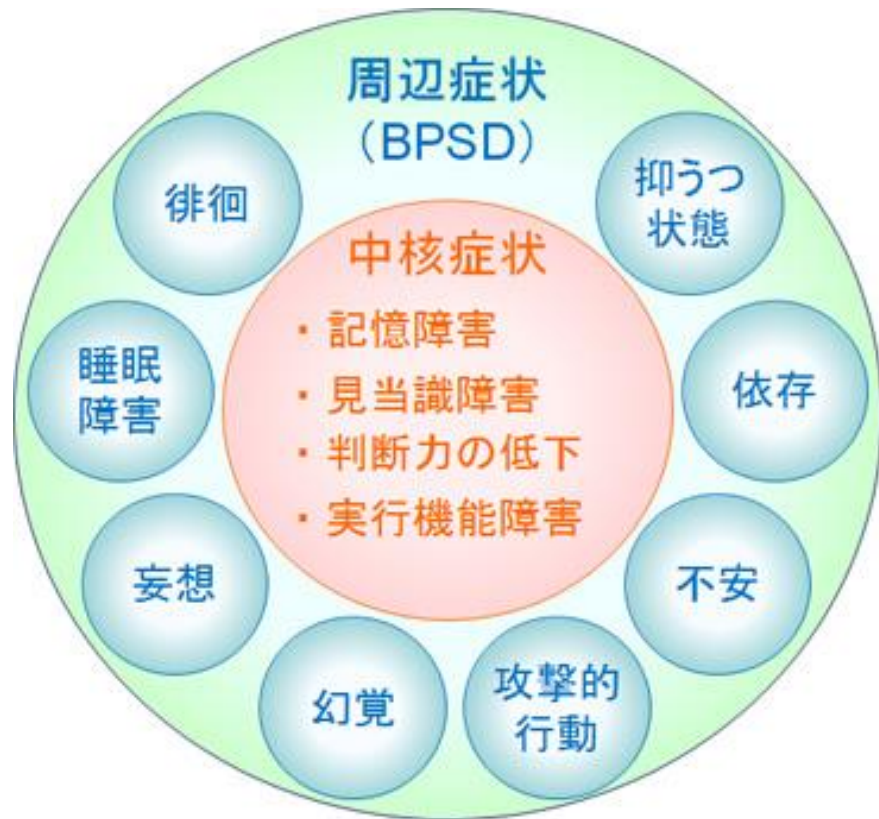 周辺症状
（BPSD）
徘徊
抑うつ
状態
中核症状
・記憶障害
・見当識障害
・判断力の低下
・実行機能障害
睡眠
障害
依存
妄想
不安
幻覚
攻撃的
行動